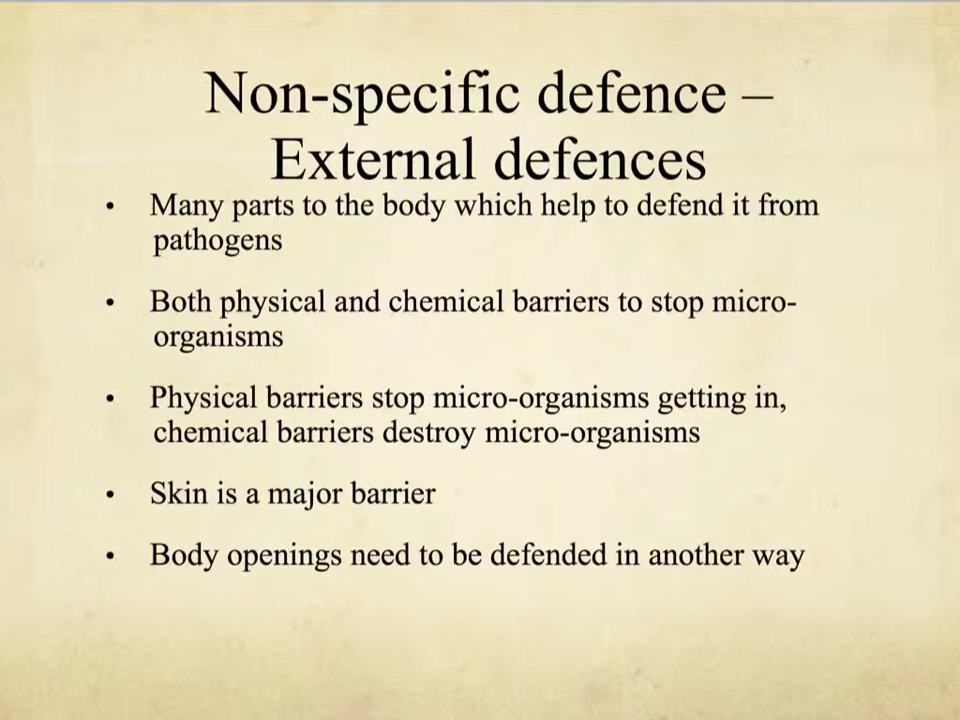 Non-specific defence –
External defences
• Many parts to the body which help to defend it from
pathogens
• Both physical and chemical barriers to stop micro-
organisms
• Physical barriers stop micro-organisms getting in,
chemical barriers destroy micro-organisms
• Skin is a major barrier
• Body openings need to be defended in another way